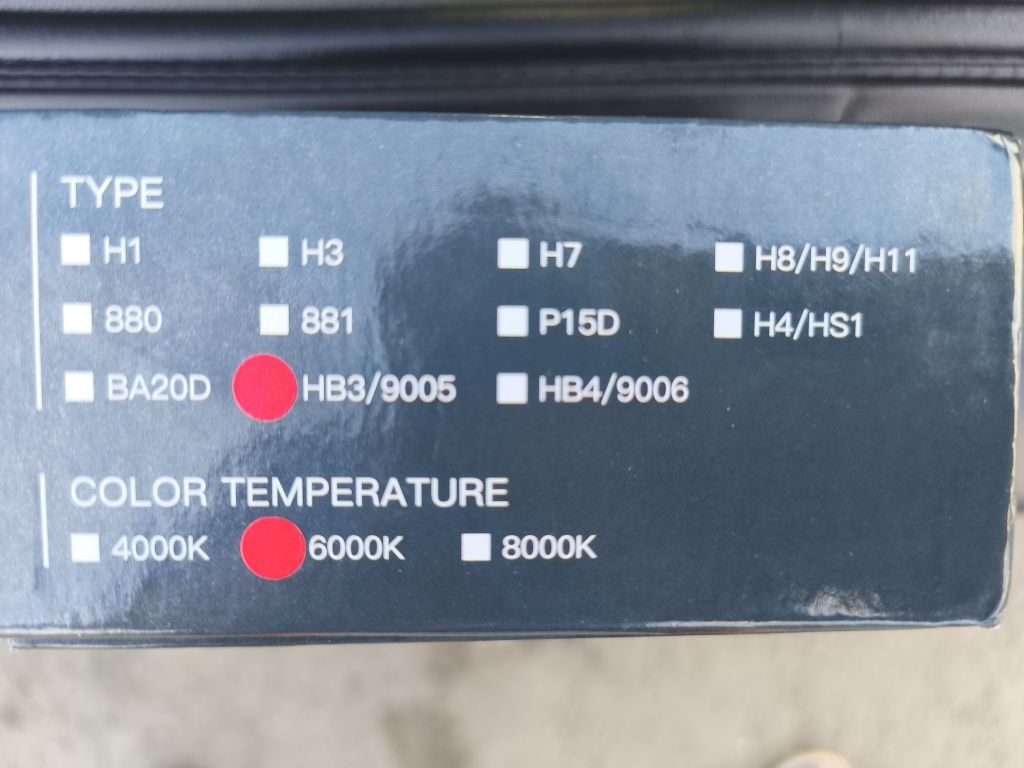 TYPE
H1 H3 H7 H8/H9/H11
880 881 P15D H4/HS1
BA20D HB3/9005 HB4/9006
COLOR TEMPERATURE
4000K 6000K 8000K